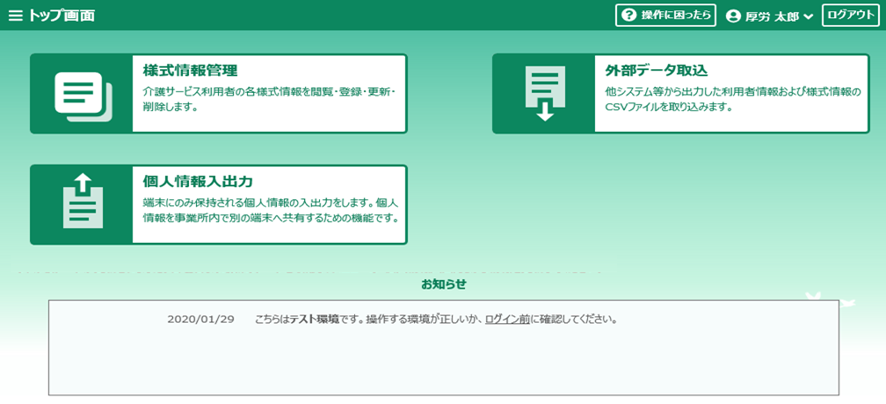 トップ画面
操作に困ったら
厚労 太郎
ログアウト
様式情報管理
介護サービス利用者の各様式情報を閲覧・登録・更新・
削除します。
外部データ取込
他システム等から出力した利用者情報および様式情報の
CSVファイルを取り込みます。
個人情報入出力
端末にのみ保持される個人情報の入出力をします。個人
情報を事業所内で別の端末へ共有するための機能です。
お知らせ
2020/01/29 こちらはテスト環境です。操作する環境が正しいか、ログイン前に確認してください。